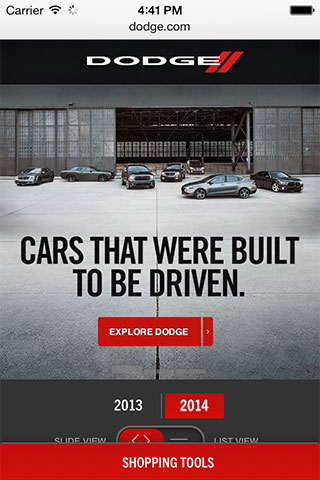 Carrier 4:41 PM
dodge.com
DODGE
CARS THAT WERE BUILT
TO BE DRIVEN.
EXPLORE DODGE >
2013 2014
SLIDE VIEW LIST VIEW
SHOPPING TOOLS